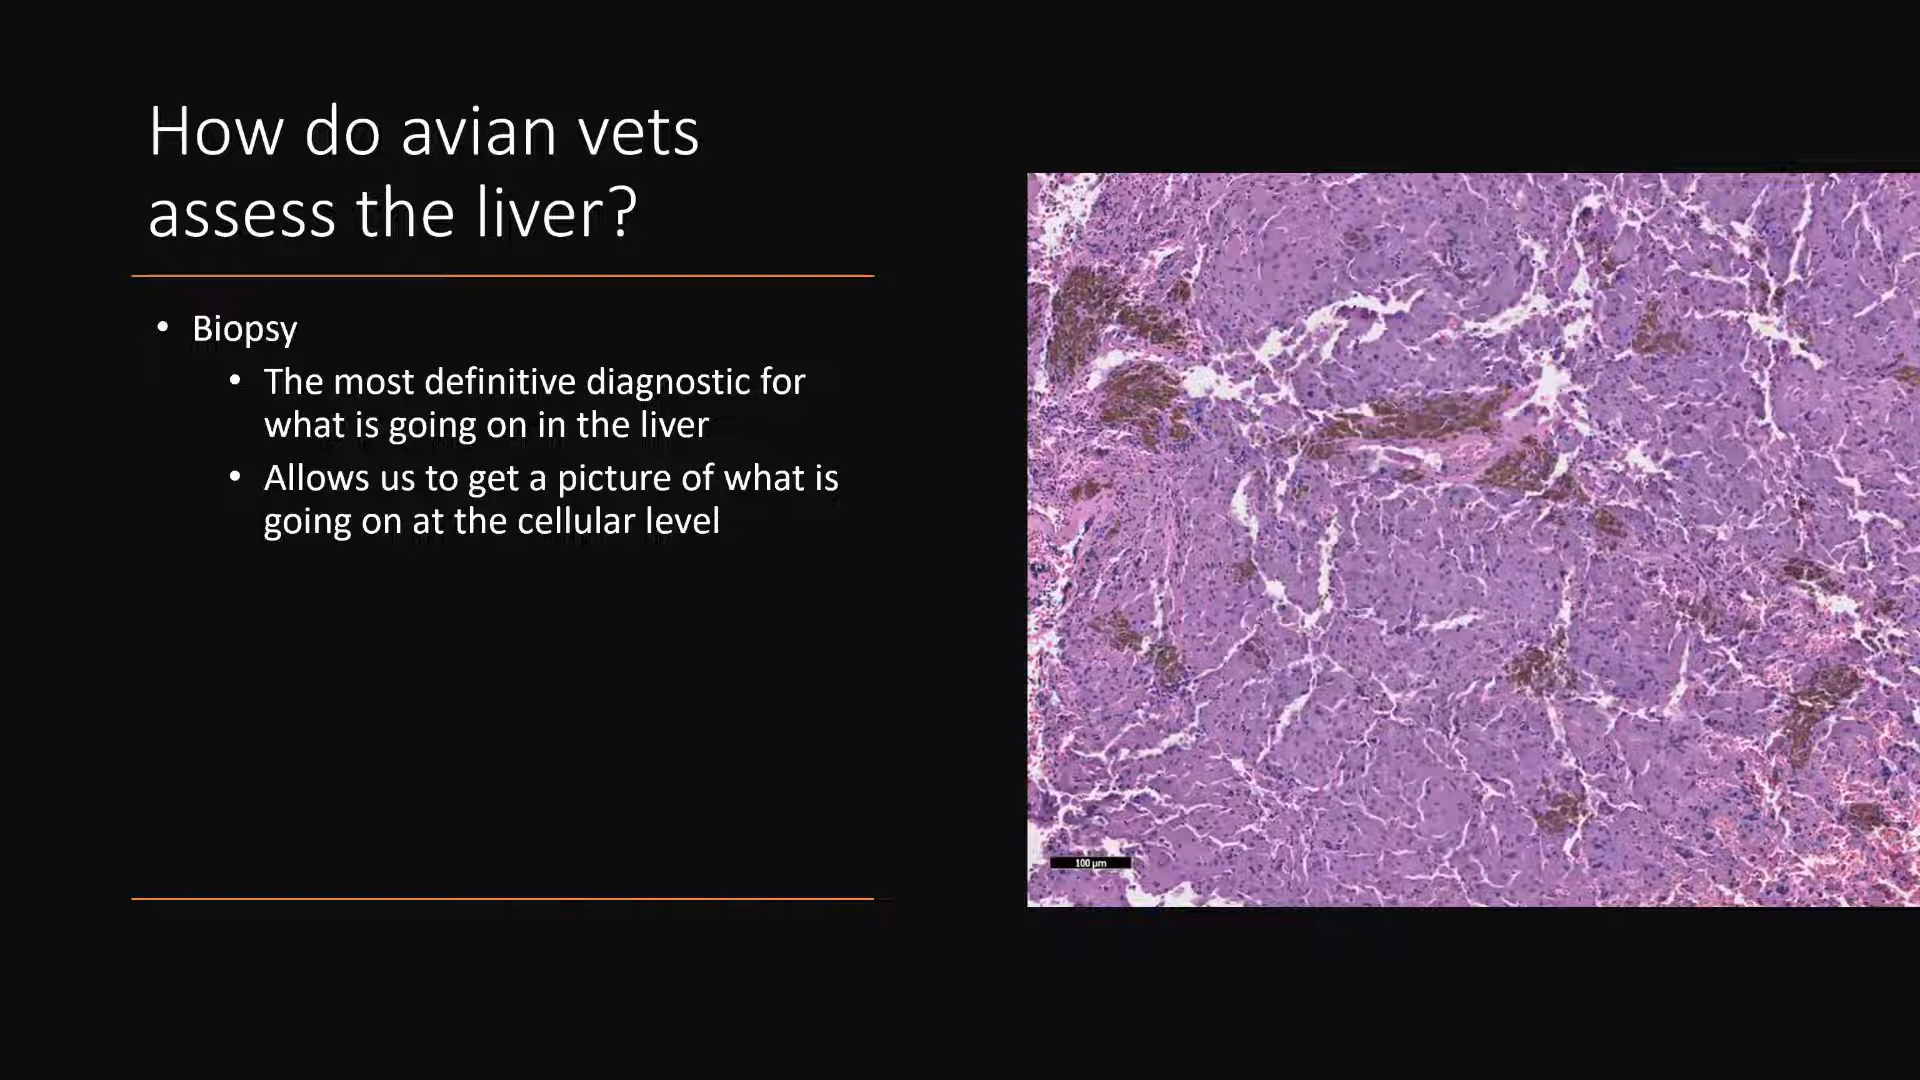 How do avian vets
assess the liver?
• Biopsy
• The most definitive diagnostic for
what is going on in the liver
• Allows us to get a picture of what is
going on at the cellular level
100 µm